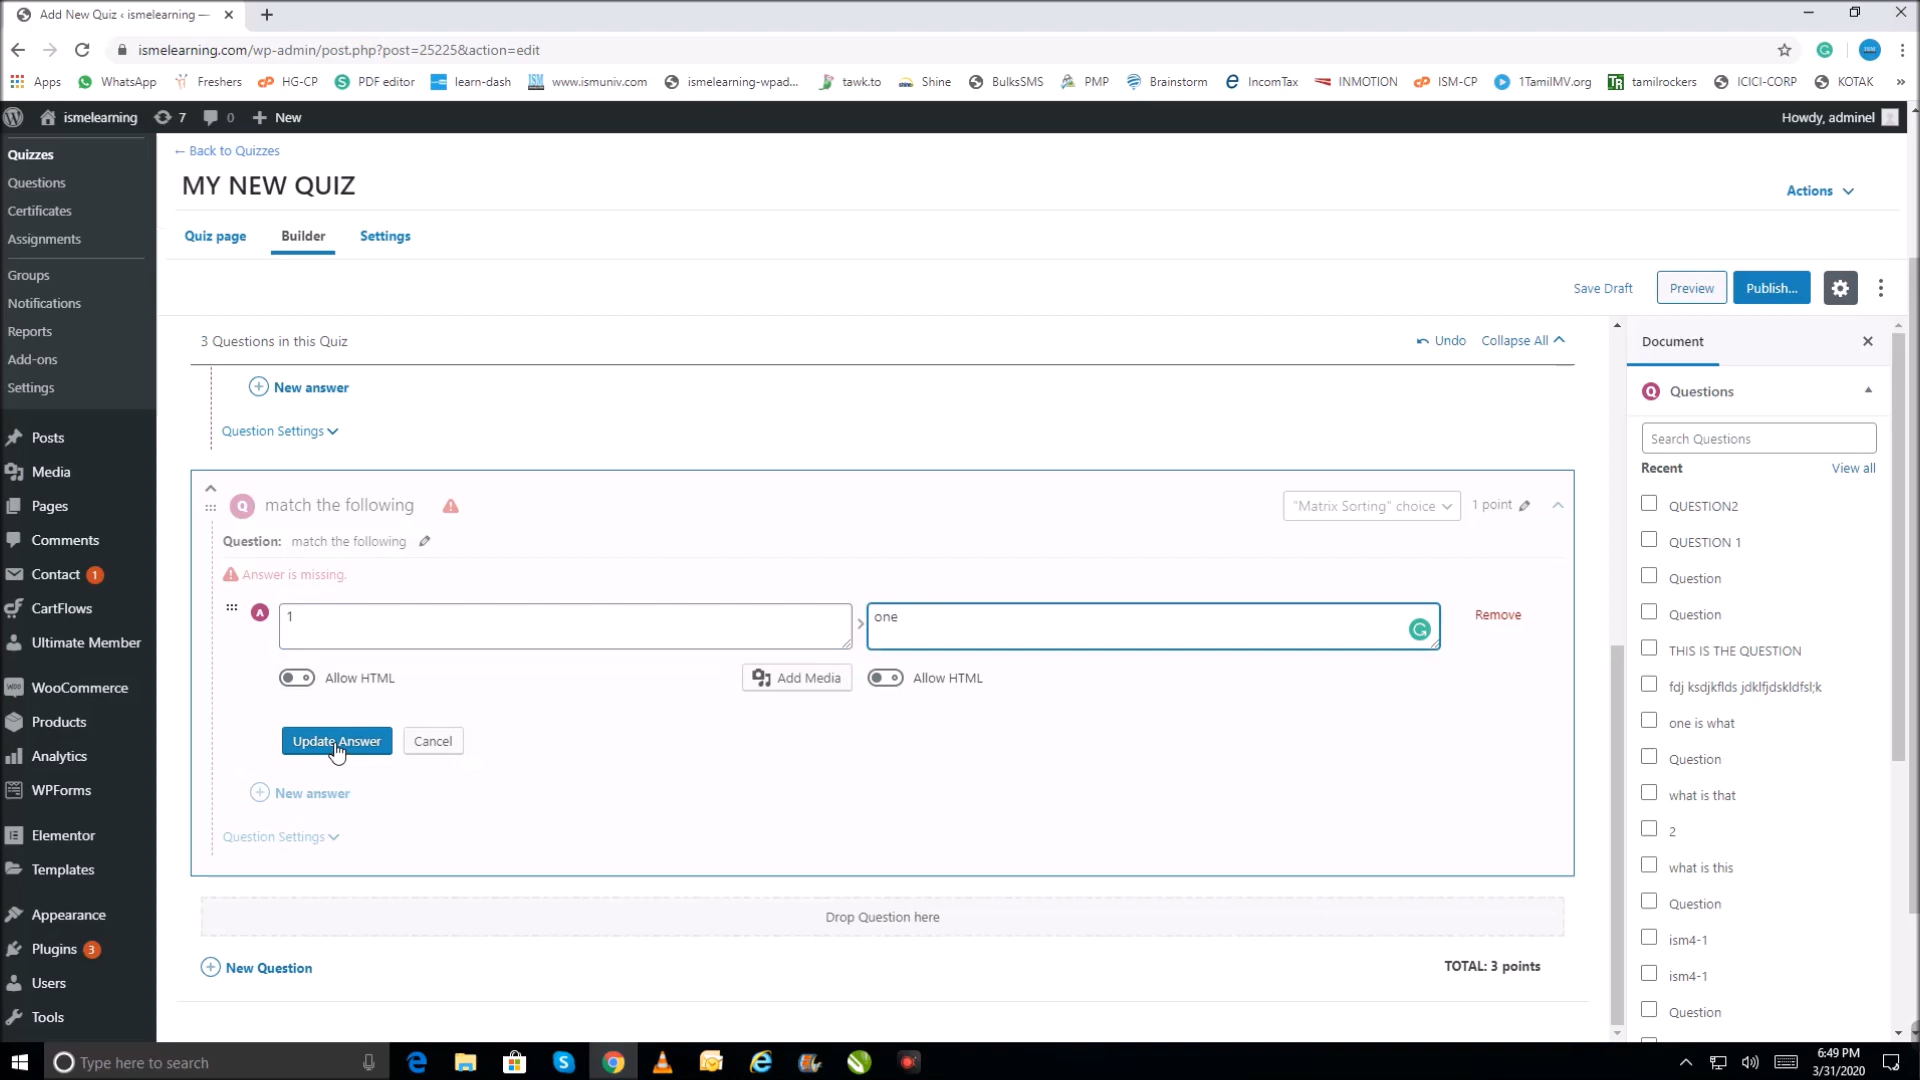 Add New Quiz ‹ ismelearning —
ismelearning.com/wp-admin/post.php?post=25225&action=edit
Apps WhatsApp Freshers HG-CP PDF editor learn-dash www.ismuniv.com ismelearning-wpad... tawk.to Shine BulksSMS PMP Brainstorm IncomTax INMOTION ISM-CP 1TamilMV.org tamilrockers ICICI-CORP KOTAK »
ismelearning 7 0 + New Howdy, adminel
Quizzes
Questions
Certificates
Assignments
Groups
Notifications
Reports
Add-ons
Settings
Posts
Media
Pages
Comments
Contact 1
CartFlows
Ultimate Member
WooCommerce
Products
Analytics
WPForms
Elementor
Templates
Appearance
Plugins 3
Users
Tools
← Back to Quizzes
MY NEW QUIZ
Actions
Quiz page Builder Settings
Save Draft Preview Publish...
3 Questions in this Quiz Undo Collapse All
New answer
Question Settings
Q match the following "Matrix Sorting" choice 1 point
Question: match the following
Answer is missing.
A 1 one Remove
Allow HTML Add Media Allow HTML
Update Answer Cancel
New answer
Question Settings
Drop Question here
New Question TOTAL: 3 points
Document
Q Questions
Search Questions
Recent View all
QUESTION2
QUESTION 1
Question
Question
THIS IS THE QUESTION
fdj ksdjkflds jdklfjdskldfsl;k
one is what
Question
what is that
2
what is this
Question
ism4-1
ism4-1
Question
Type here to search
6:49 PM
3/31/2020